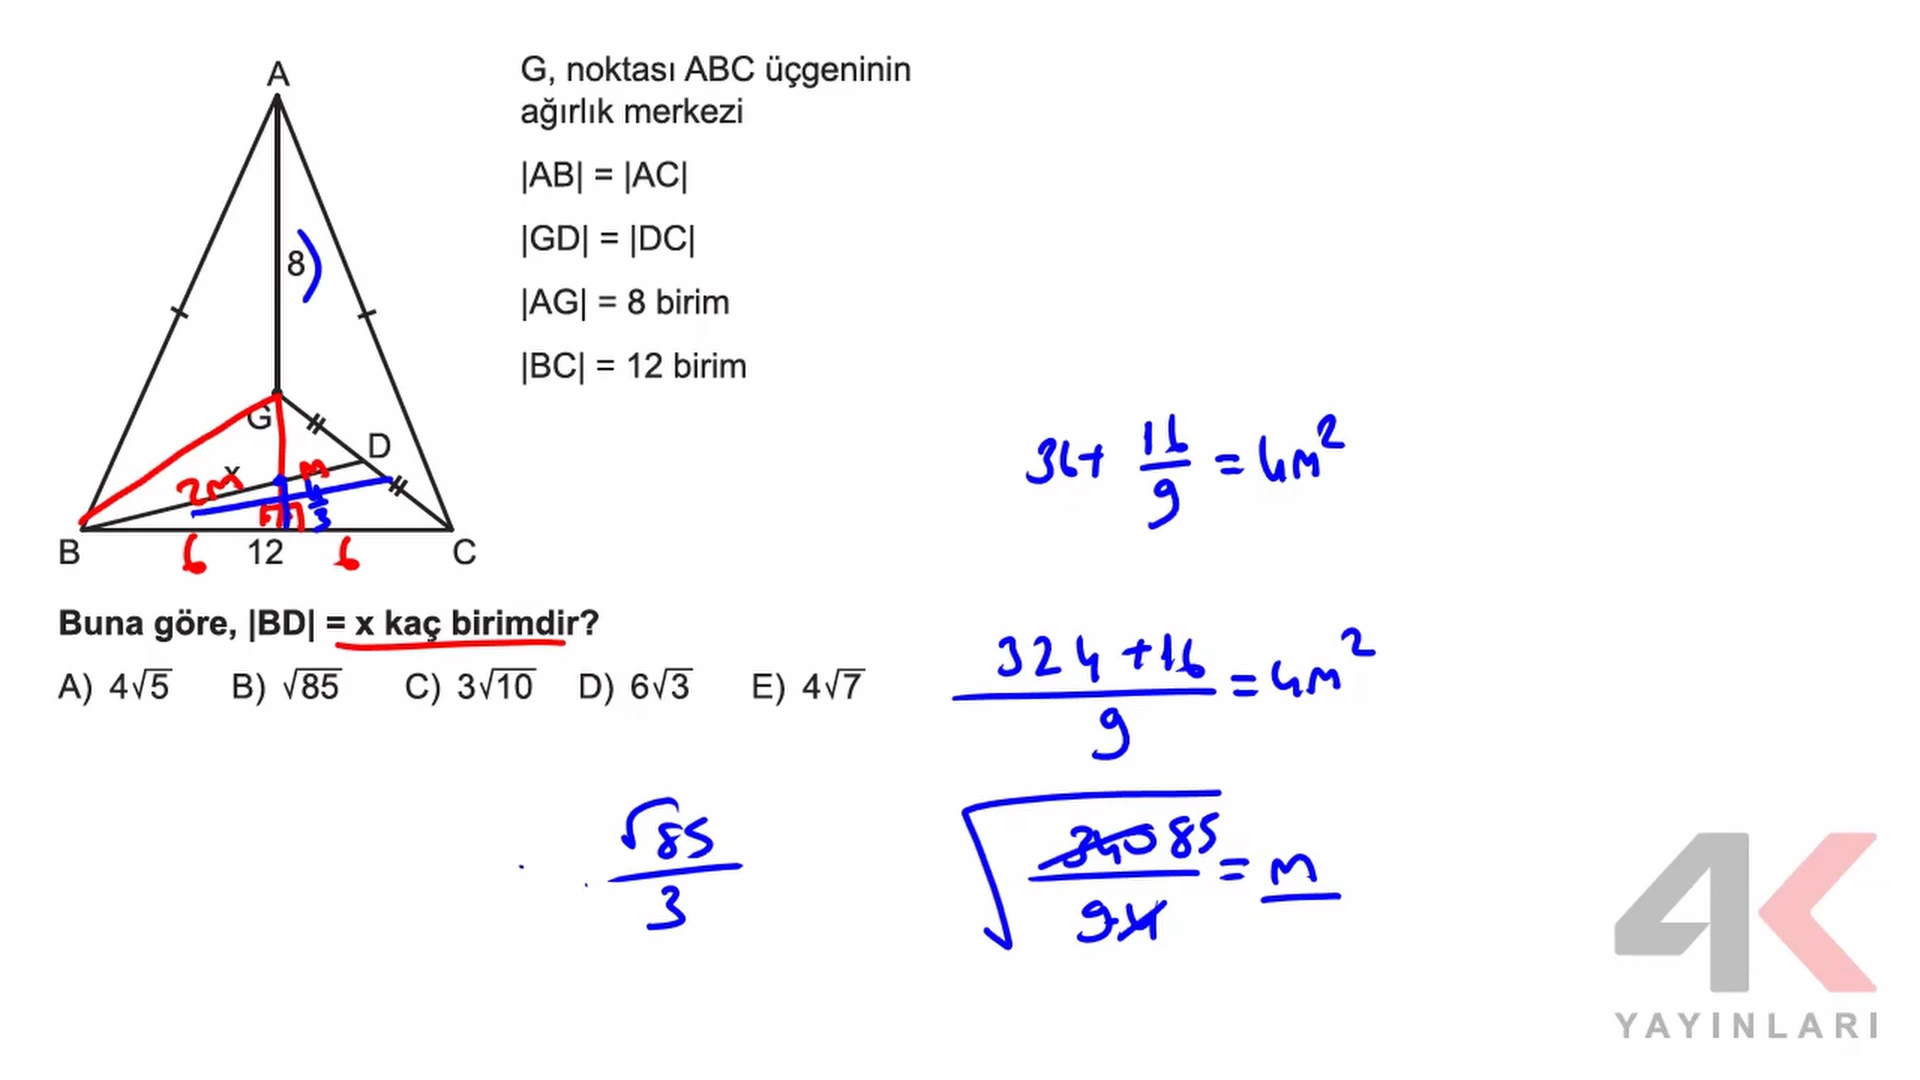 A
G, noktası ABC üçgeninin
ağırlık merkezi
|AB| = |AC|
|GD| = |DC|
|AG| = 8 birim
|BC| = 12 birim
8
G
D
x
2m
m
4/3
B
6
12
6
C
36 + 16/9 = 4m²
Buna göre, |BD| = x kaç birimdir?
A) 4√5 B) √85 C) 3√10 D) 6√3 E) 4√7
(324 + 16)/9 = 4m²
√85/3
√(340 85 / 9.4) = m
4K
YAYINLARI